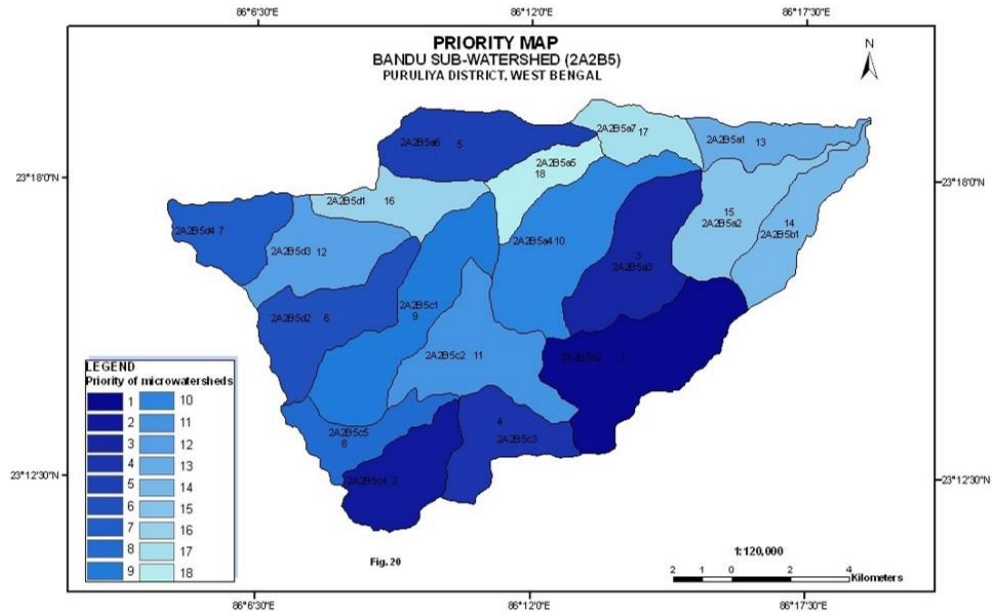 86°6'30"E 86°12'0"E 86°17'30"E
PRIORITY MAP
BANDU SUB-WATERSHED (2A2B5)
PURULIYA DISTRICT, WEST BENGAL
N
2A2B5a7 17
2A2B5a6 5
2A2B5a1 13
2A2B5a5
18
23°18'0"N
23°18'0"N
2A2B5d1 16
15
2A2B5a2
14
2A2B5b1
2A2B5d4 7
2A2B5d3 12
2A2B5a4 10
3
2A2B5a3
2A2B5c1
9
2A2B5d2 6
2A2B5c2 11
1
LEGEND
Priority of microwatersheds
1 10
2 11
3 12
4 13
5 14
6 15
7 16
8 17
9 18
2A2B5c5
8
4
2A2B5c3
2A2B5c4 2
23°12'30"N
23°12'30"N
Fig. 20
1:120,000
2 1 0 2 4
Kilometers
86°6'30"E 86°12'0"E 86°17'30"E